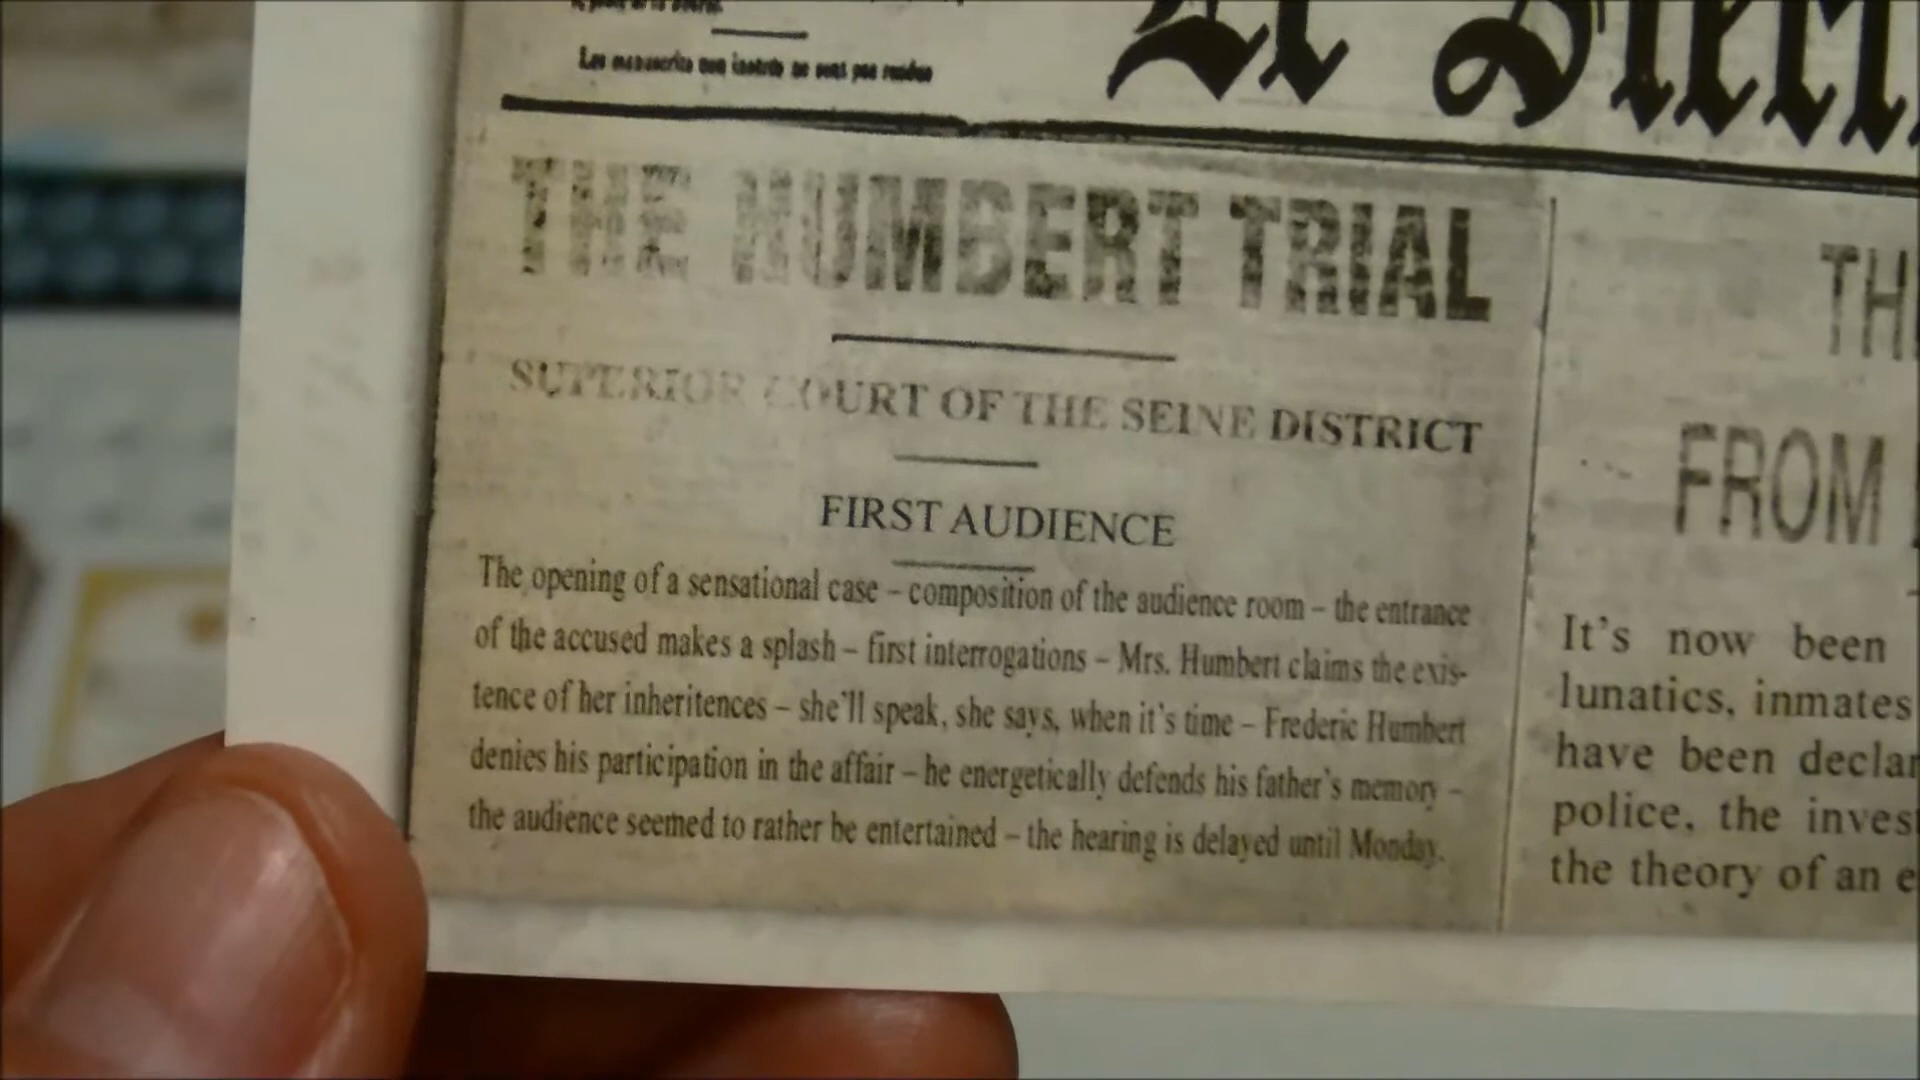 Les manuscrits non insérés ne sont pas rendus
Le
THE HUMBERT TRIAL
SUPERIOR COURT OF THE SEINE DISTRICT
FIRST AUDIENCE
The opening of a sensational case – composition of the audience room – the entrance
of the accused makes a splash – first interrogations – Mrs. Humbert claims the exis-
tence of her inheritences – she'll speak, she says, when it's time – Frederic Humbert
denies his participation in the affair – he energetically defends his father's memory –
the audience seemed to rather be entertained – the hearing is delayed until Monday.
TH
FROM
It's now been
lunatics, inmates
have been declar
police, the invest
the theory of an e